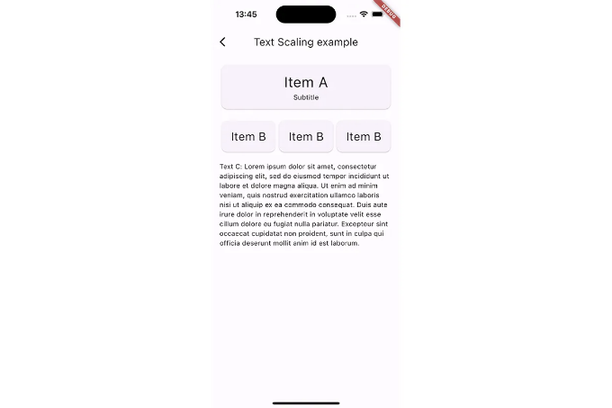 13:45
DEBUG
Text Scaling example
Item A
Subtitle
Item B Item B Item B
Text C: Lorem ipsum dolor sit amet, consectetur
adipiscing elit, sed do eiusmod tempor incididunt ut
labore et dolore magna aliqua. Ut enim ad minim
veniam, quis nostrud exercitation ullamco laboris
nisi ut aliquip ex ea commodo consequat. Duis aute
irure dolor in reprehenderit in voluptate velit esse
cillum dolore eu fugiat nulla pariatur. Excepteur sint
occaecat cupidatat non proident, sunt in culpa qui
officia deserunt mollit anim id est laborum.